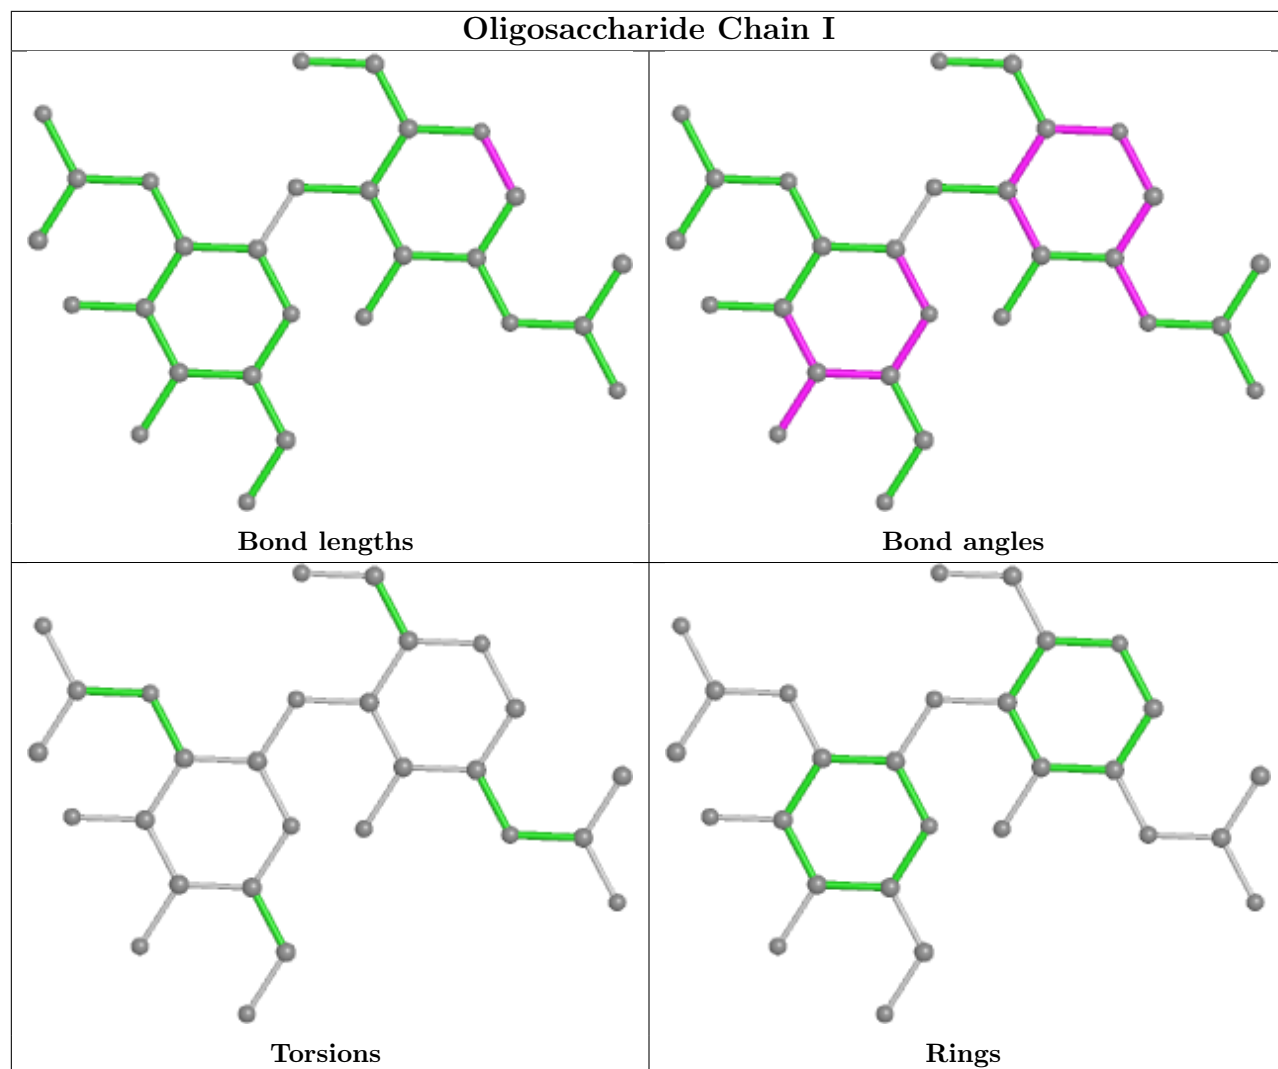 Oligosaccharide Chain I
Bond lengths
Bond angles
Torsions
Rings